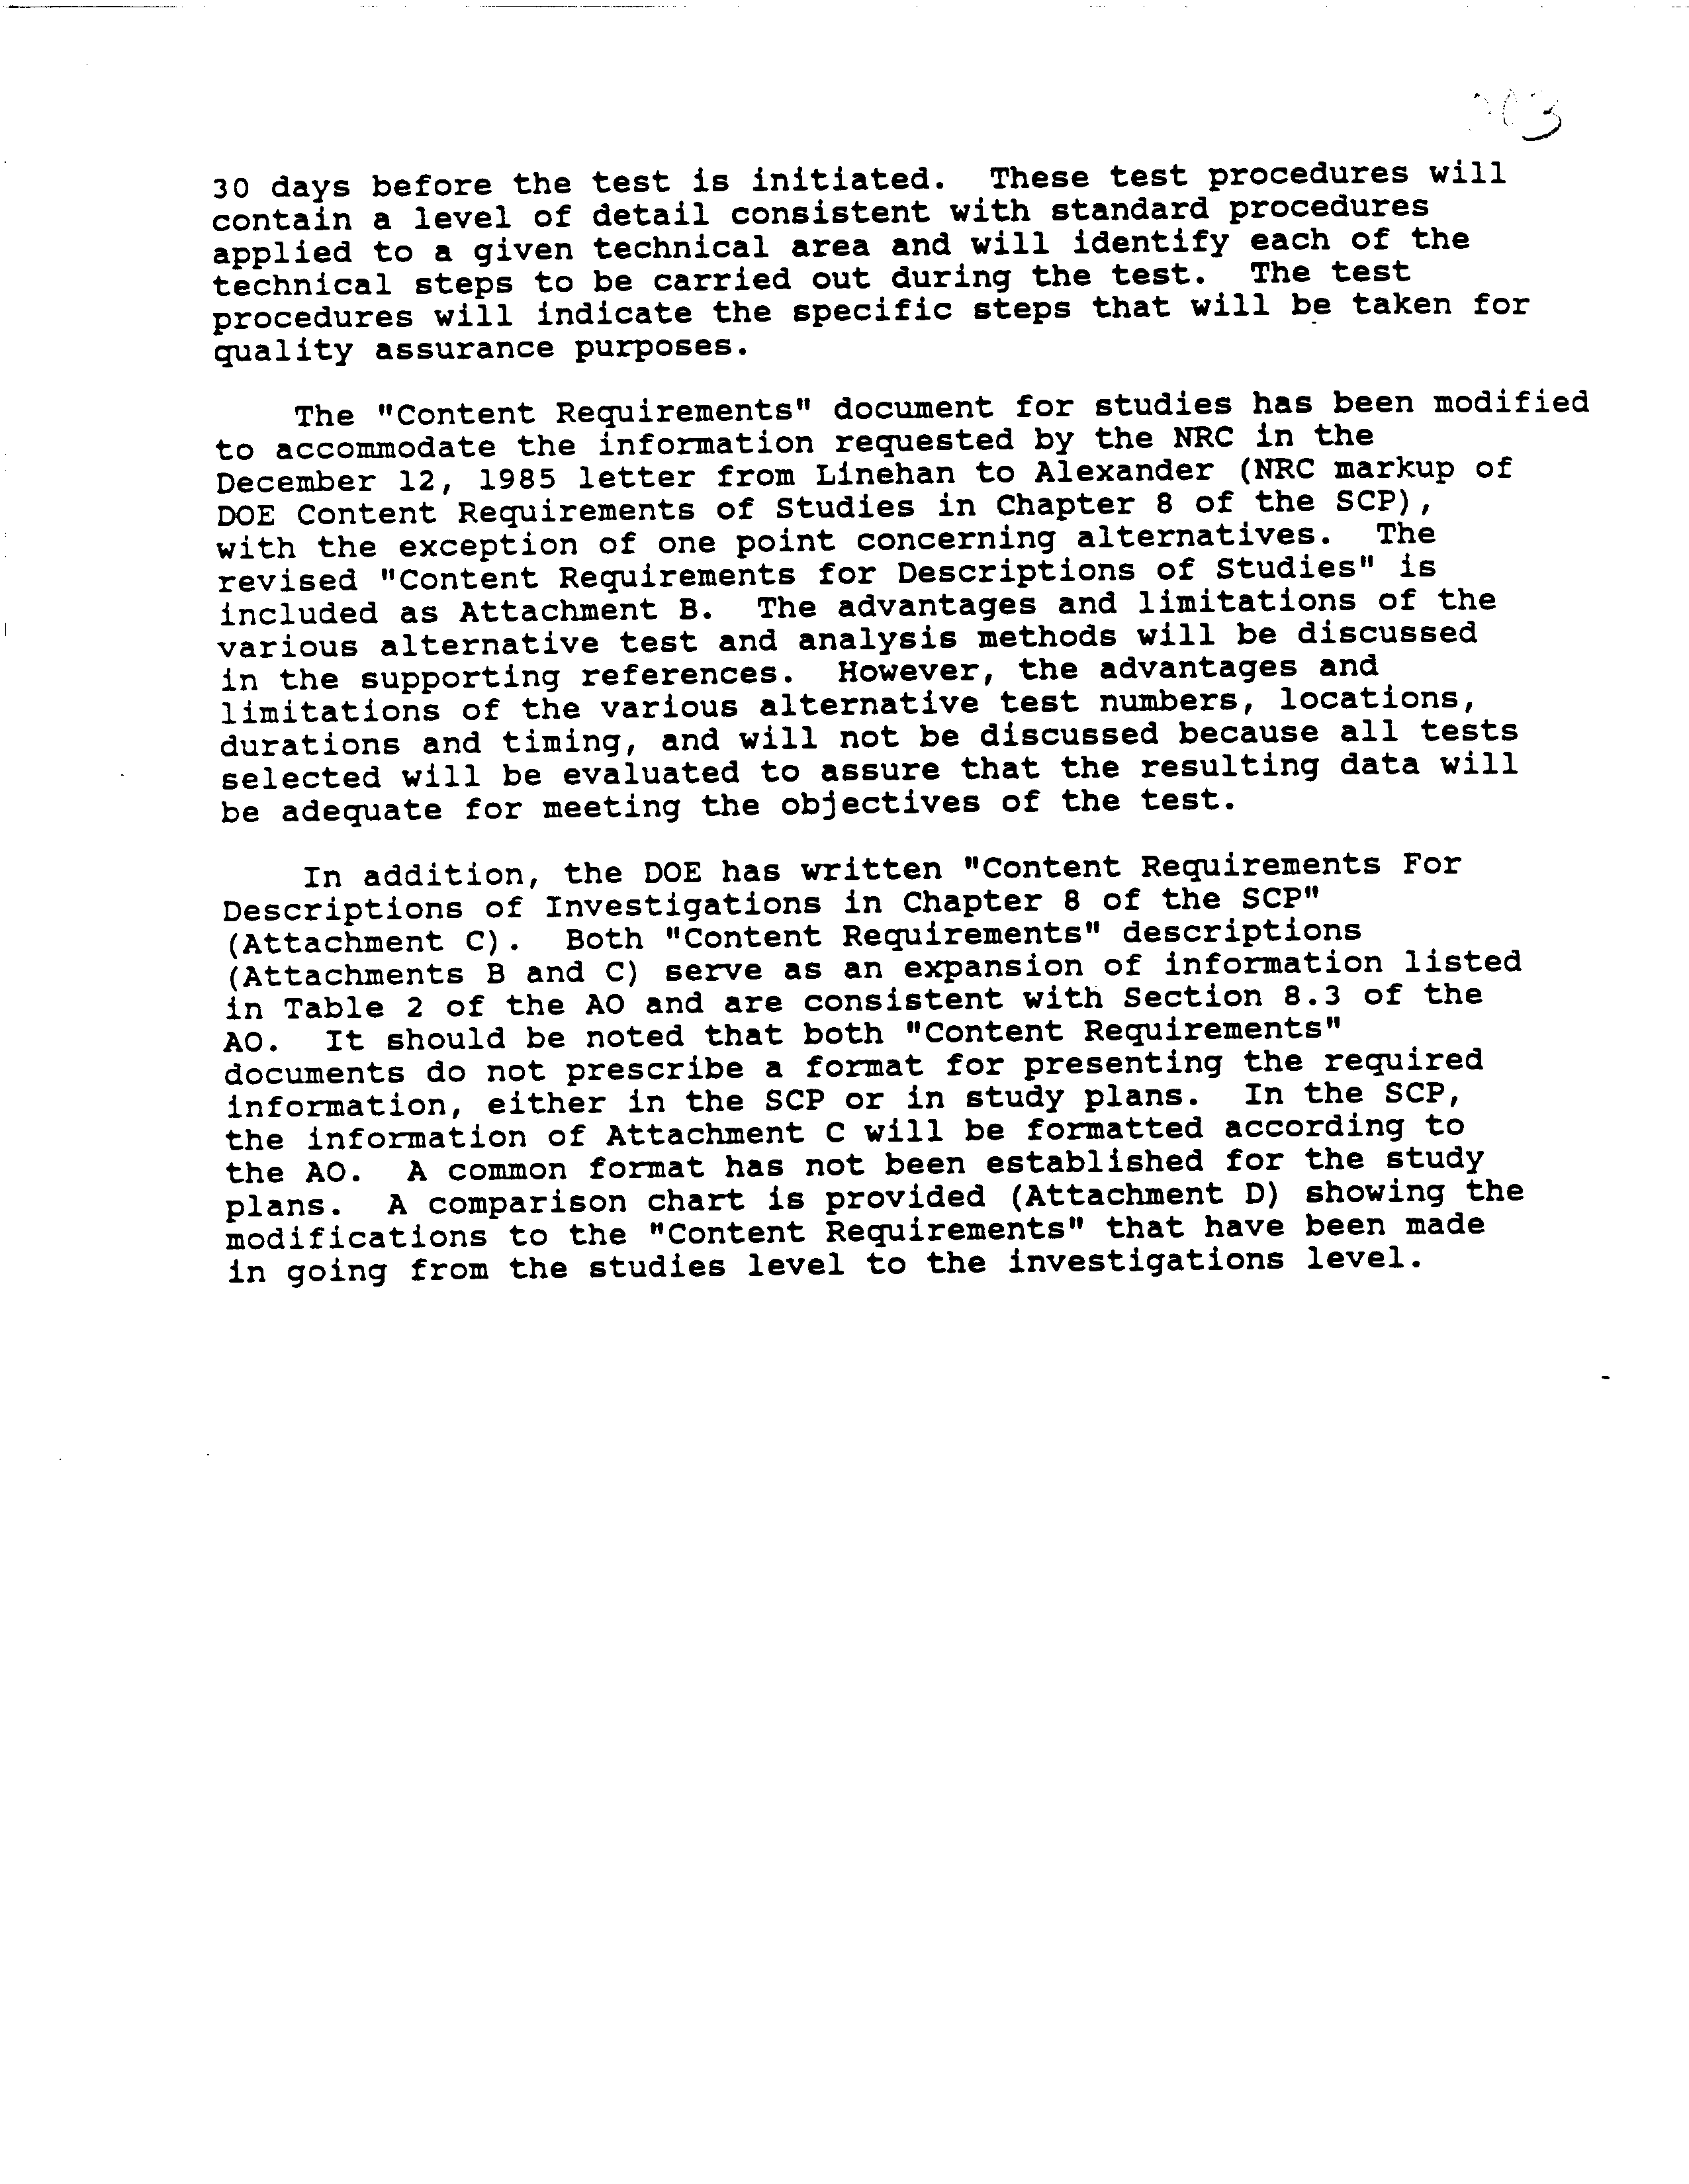 30 days before the test is initiated.  These test procedures will
contain a level of detail consistent with standard procedures
applied to a given technical area and will identify each of the
technical steps to be carried out during the test.  The test
procedures will indicate the specific steps that will be taken for
quality assurance purposes.
The "Content Requirements" document for studies has been modified
to accommodate the information requested by the NRC in the
December 12, 1985 letter from Linehan to Alexander (NRC markup of
DOE Content Requirements of Studies in Chapter 8 of the SCP),
with the exception of one point concerning alternatives.  The
revised "Content Requirements for Descriptions of Studies" is
included as Attachment B.  The advantages and limitations of the
various alternative test and analysis methods will be discussed
in the supporting references.  However, the advantages and
limitations of the various alternative test numbers, locations,
durations and timing, and will not be discussed because all tests
selected will be evaluated to assure that the resulting data will
be adequate for meeting the objectives of the test.
In addition, the DOE has written "Content Requirements For
Descriptions of Investigations in Chapter 8 of the SCP"
(Attachment C).  Both "Content Requirements" descriptions
(Attachments B and C) serve as an expansion of information listed
in Table 2 of the AO and are consistent with Section 8.3 of the
AO.  It should be noted that both "Content Requirements"
documents do not prescribe a format for presenting the required
information, either in the SCP or in study plans.  In the SCP,
the information of Attachment C will be formatted according to
the AO.  A common format has not been established for the study
plans.  A comparison chart is provided (Attachment D) showing the
modifications to the "Content Requirements" that have been made
in going from the studies level to the investigations level.